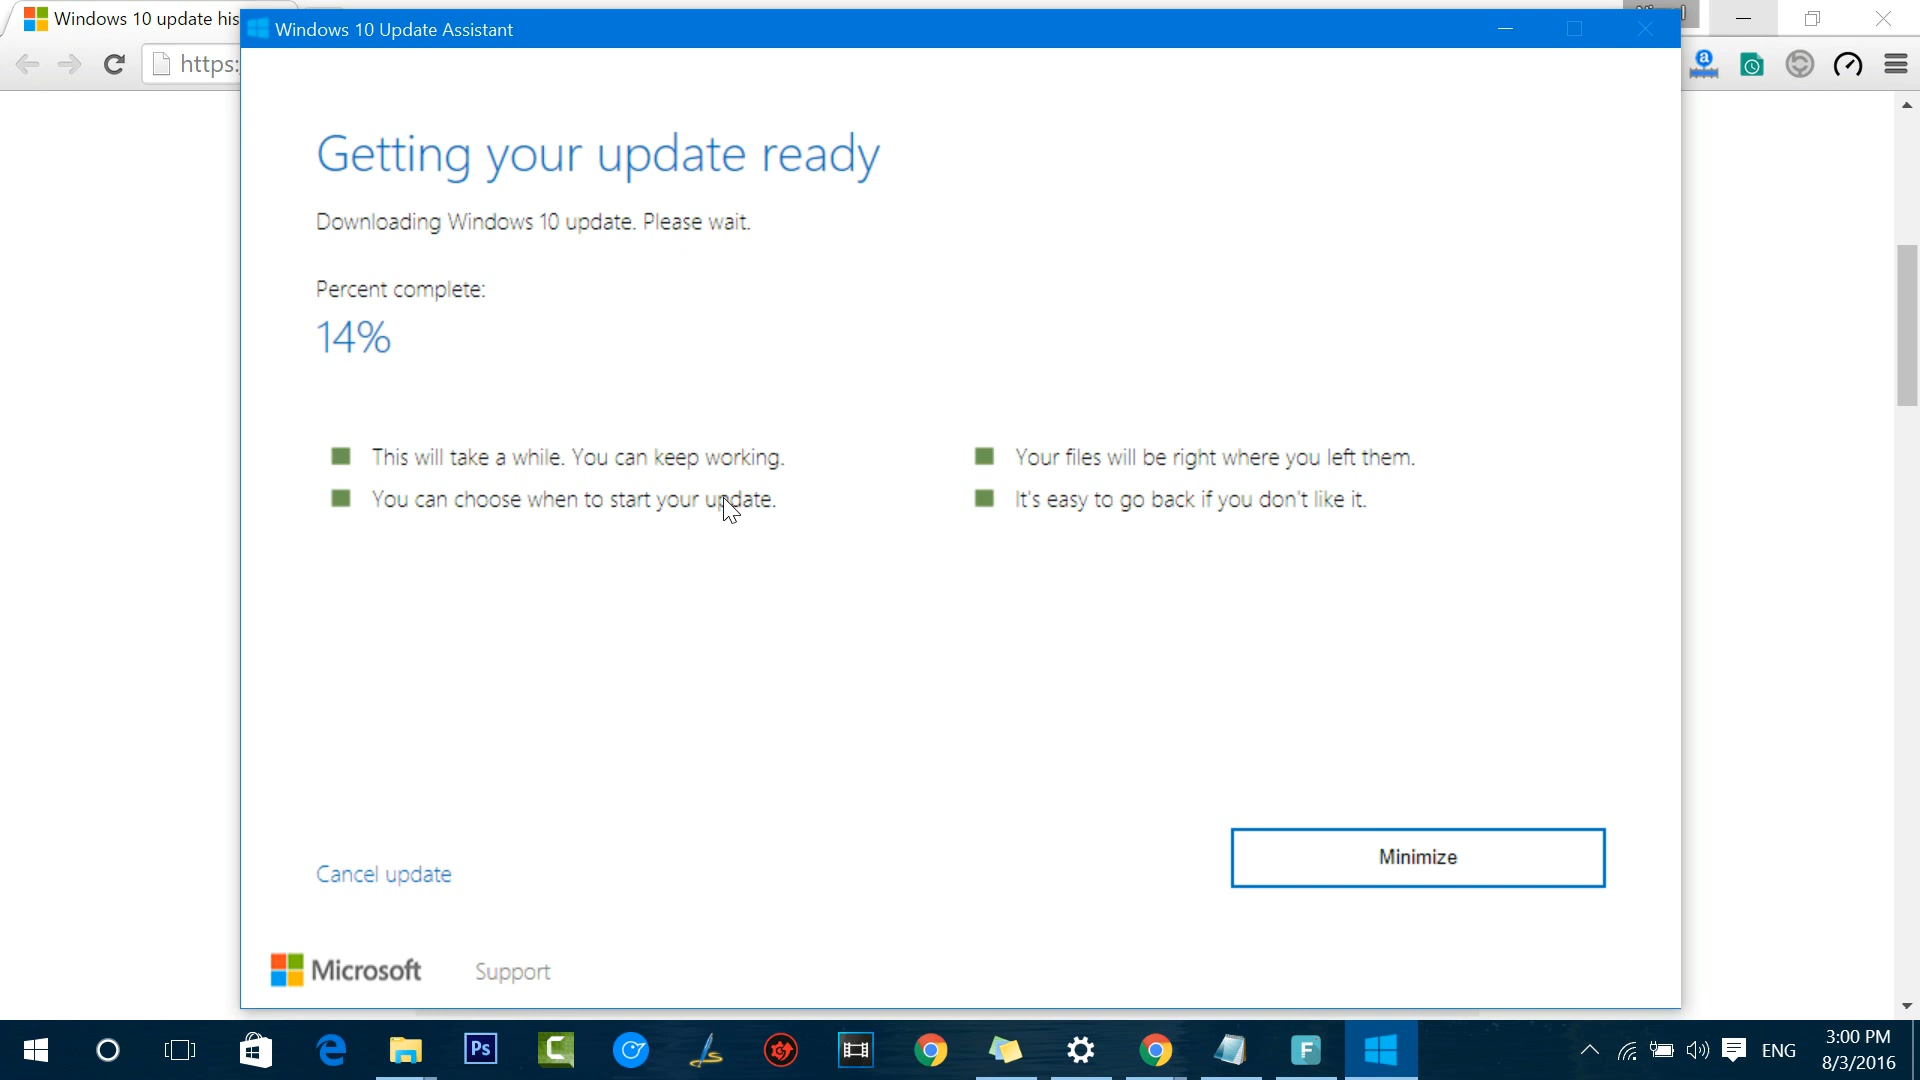 Windows 10 update his
Windows 10 Update Assistant
https:
Getting your update ready
Downloading Windows 10 update. Please wait.
Percent complete:
14%
This will take a while. You can keep working.
Your files will be right where you left them.
You can choose when to start your update.
It's easy to go back if you don't like it.
Cancel update
Minimize
Microsoft
Support
a
Ps
C
F
ENG
3:00 PM
8/3/2016